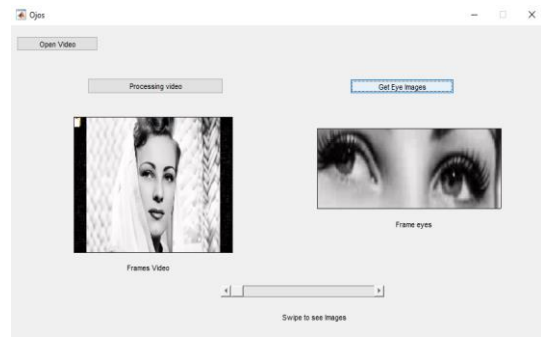 Ojos
Open Video
Processing video
Get Eye Images
Frame eyes
Frames Video
Swipe to see Images